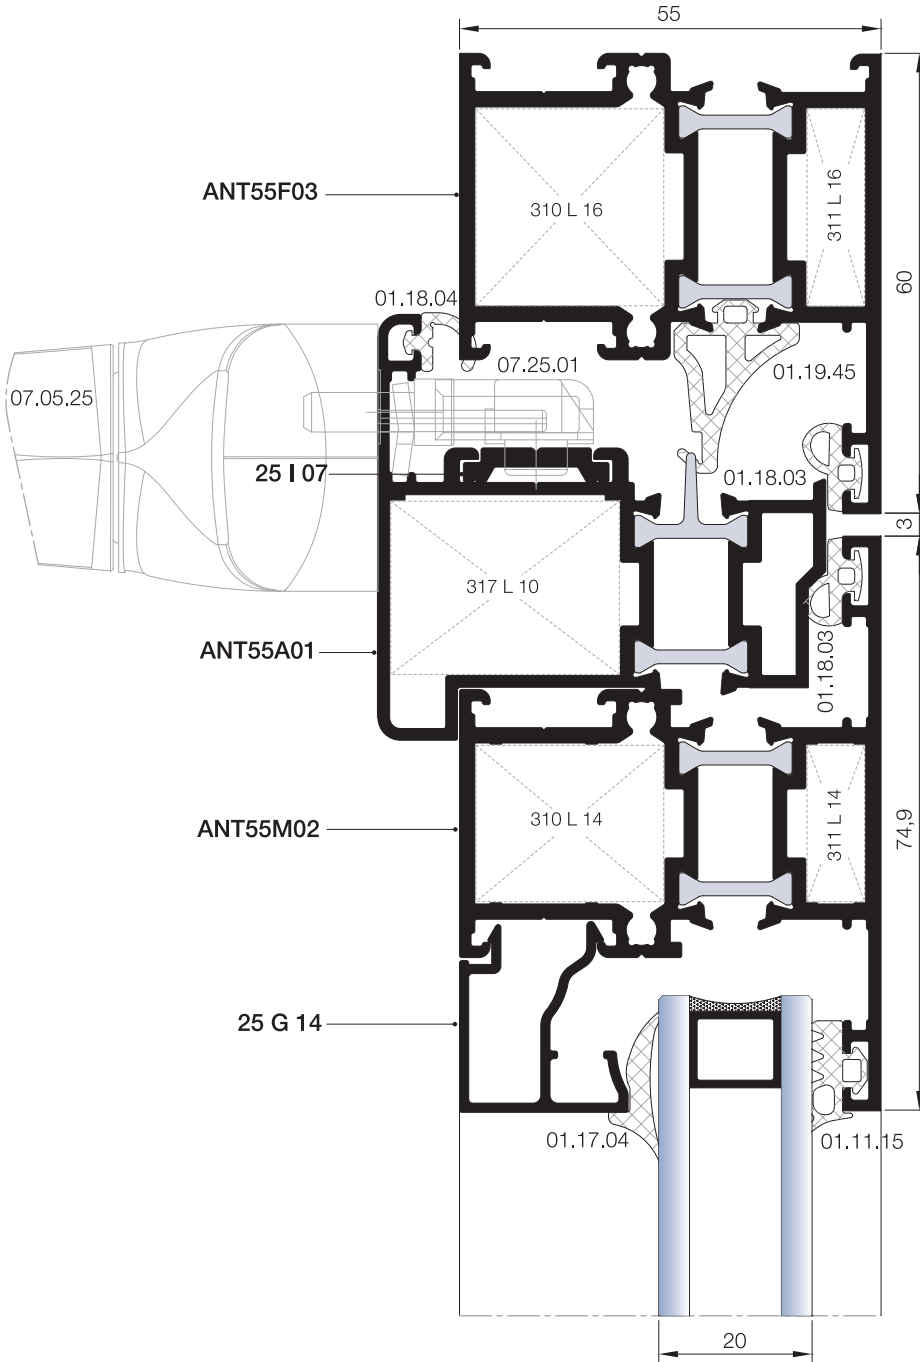 55
ANT55F03
310 L 16
311 L 16
60
01.18.04
07.25.01
01.19.45
07.05.25
25 I 07
01.18.03
3
317 L 10
ANT55A01
01.18.03
ANT55M02
310 L 14
311 L 14
74,9
25 G 14
01.17.04
01.11.15
20